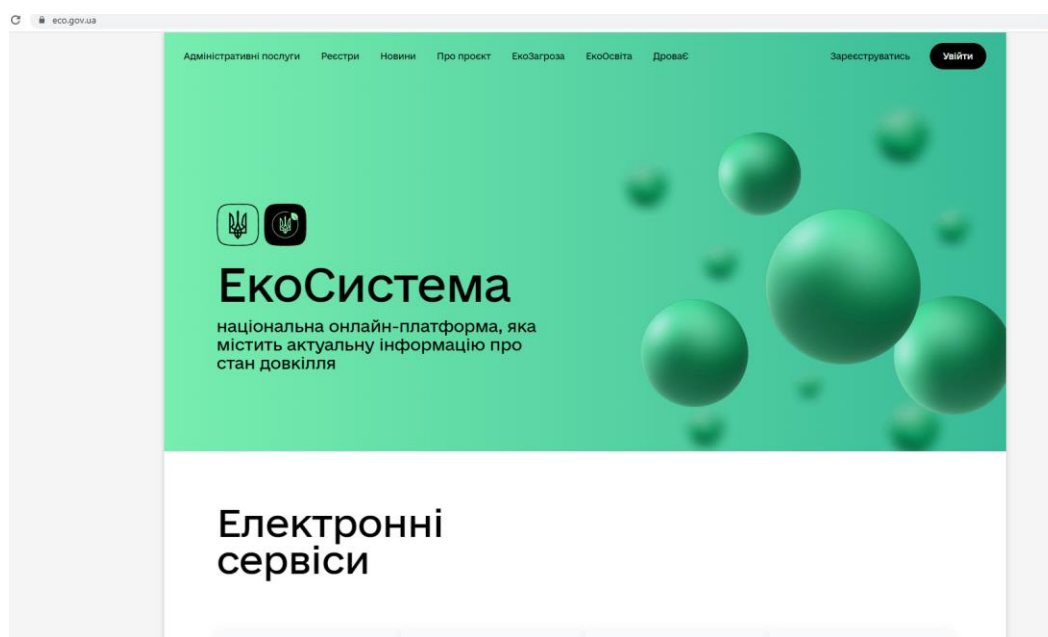 eco.gov.ua
Адміністративні послуги Реєстри Новини Про проєкт ЕкоЗагроза ЕкоОсвіта ДроваЄ Зареєструватись Увійти
ЕкоСистема
національна онлайн-платформа, яка
містить актуальну інформацію про
стан довкілля
Електронні
сервіси